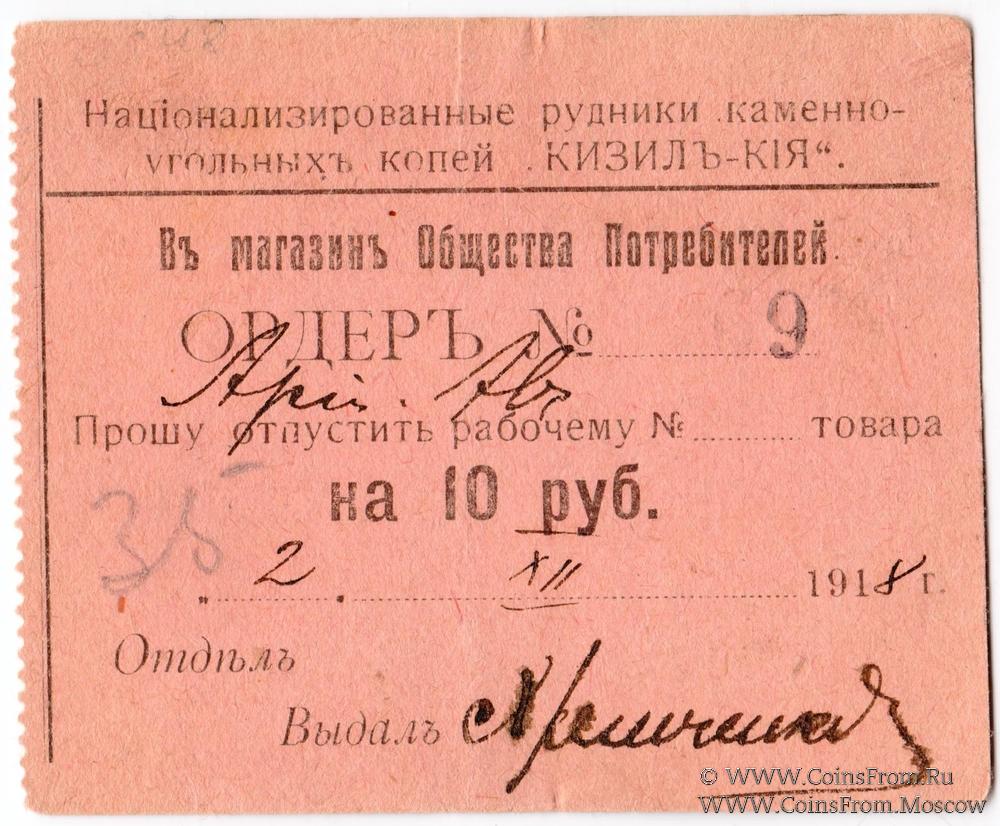 Націонализированные рудники каменно-
угольныхъ копей „КИЗИЛЪ-КІЯ“.
Въ магазинъ Общества Потребителей
ОРДЕРЪ № 9
Прошу отпустить рабочему № товара
на 10 руб.
35
„ 2 “ XII 1918 г.
Отдѣлъ
Выдалъ
© WWW.CoinsFrom.Ru
WWW.CoinsFrom.Moscow